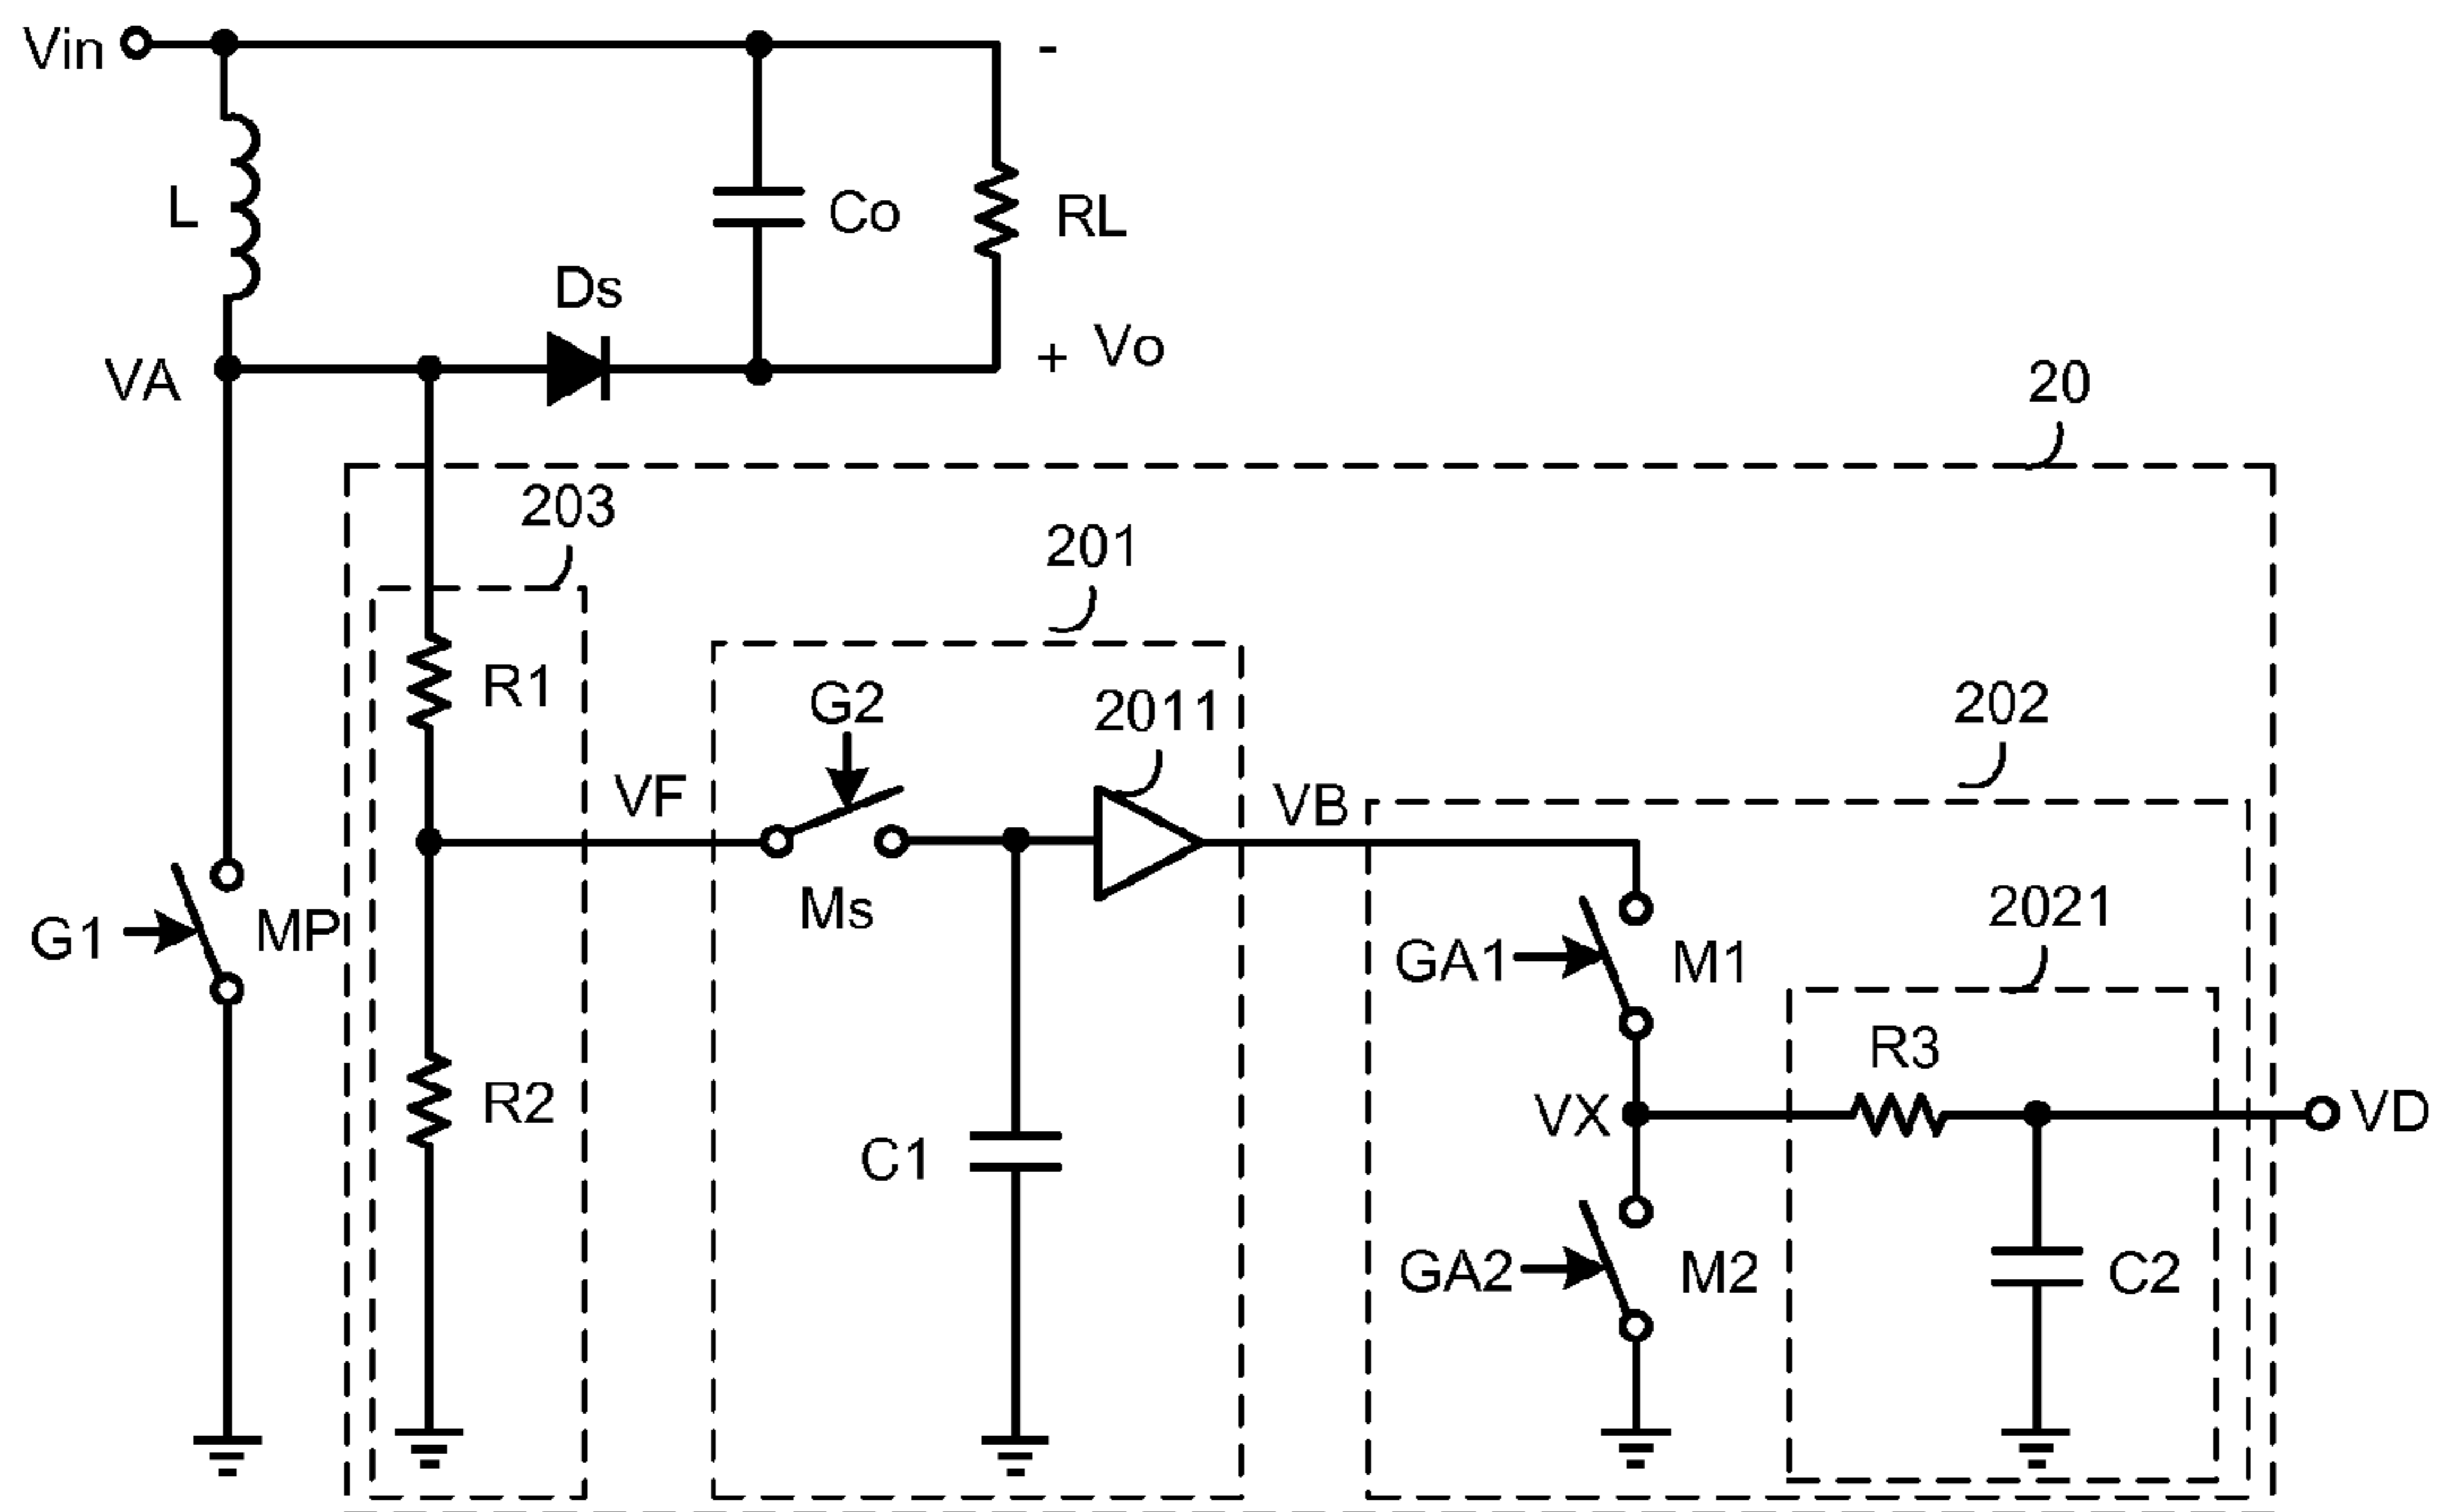 Vin
-
L
Co
RL
Ds
VA
+ Vo
20
203
201
R1
G2
2011
202
VF
VB
Ms
2021
G1
MP
GA1
M1
R3
R2
C1
VX
VD
GA2
M2
C2